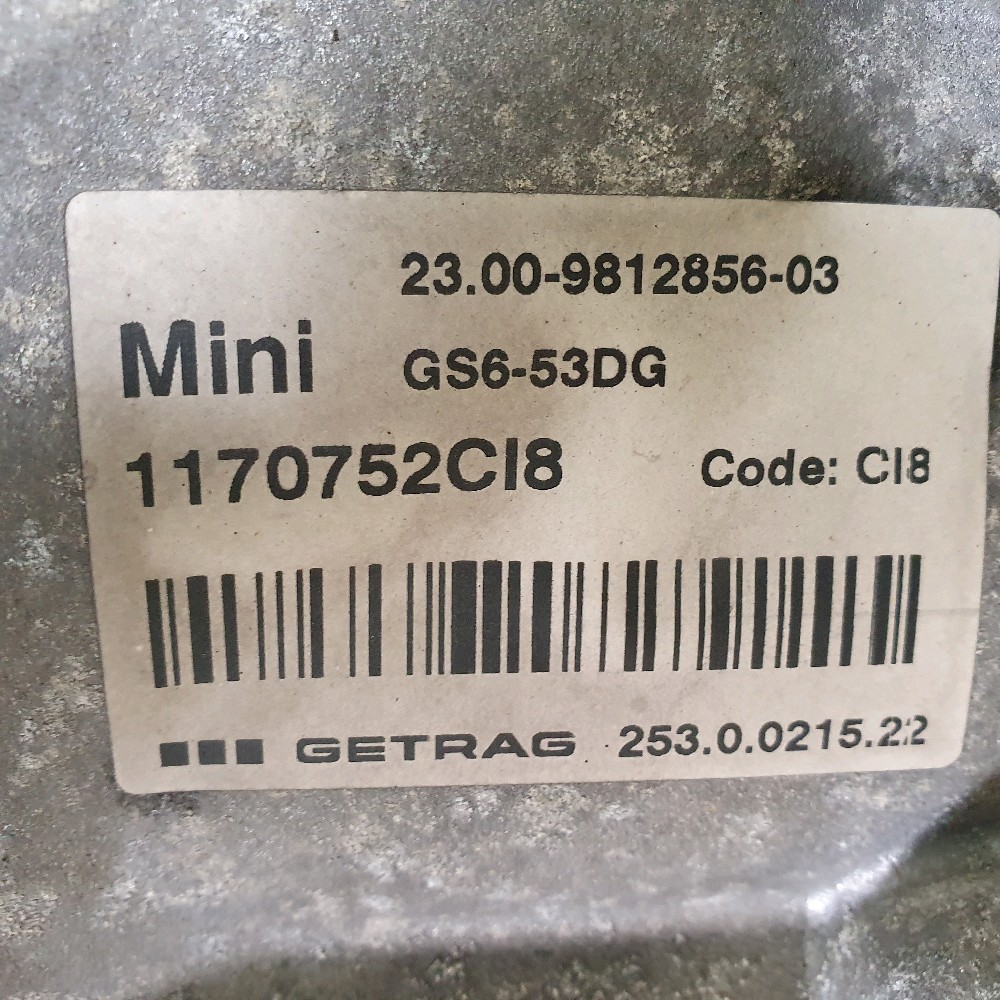 23.00-9812856-03
Mini GS6-53DG
1170752CI8 Code: CI8
GETRAG 253.0.0215.22